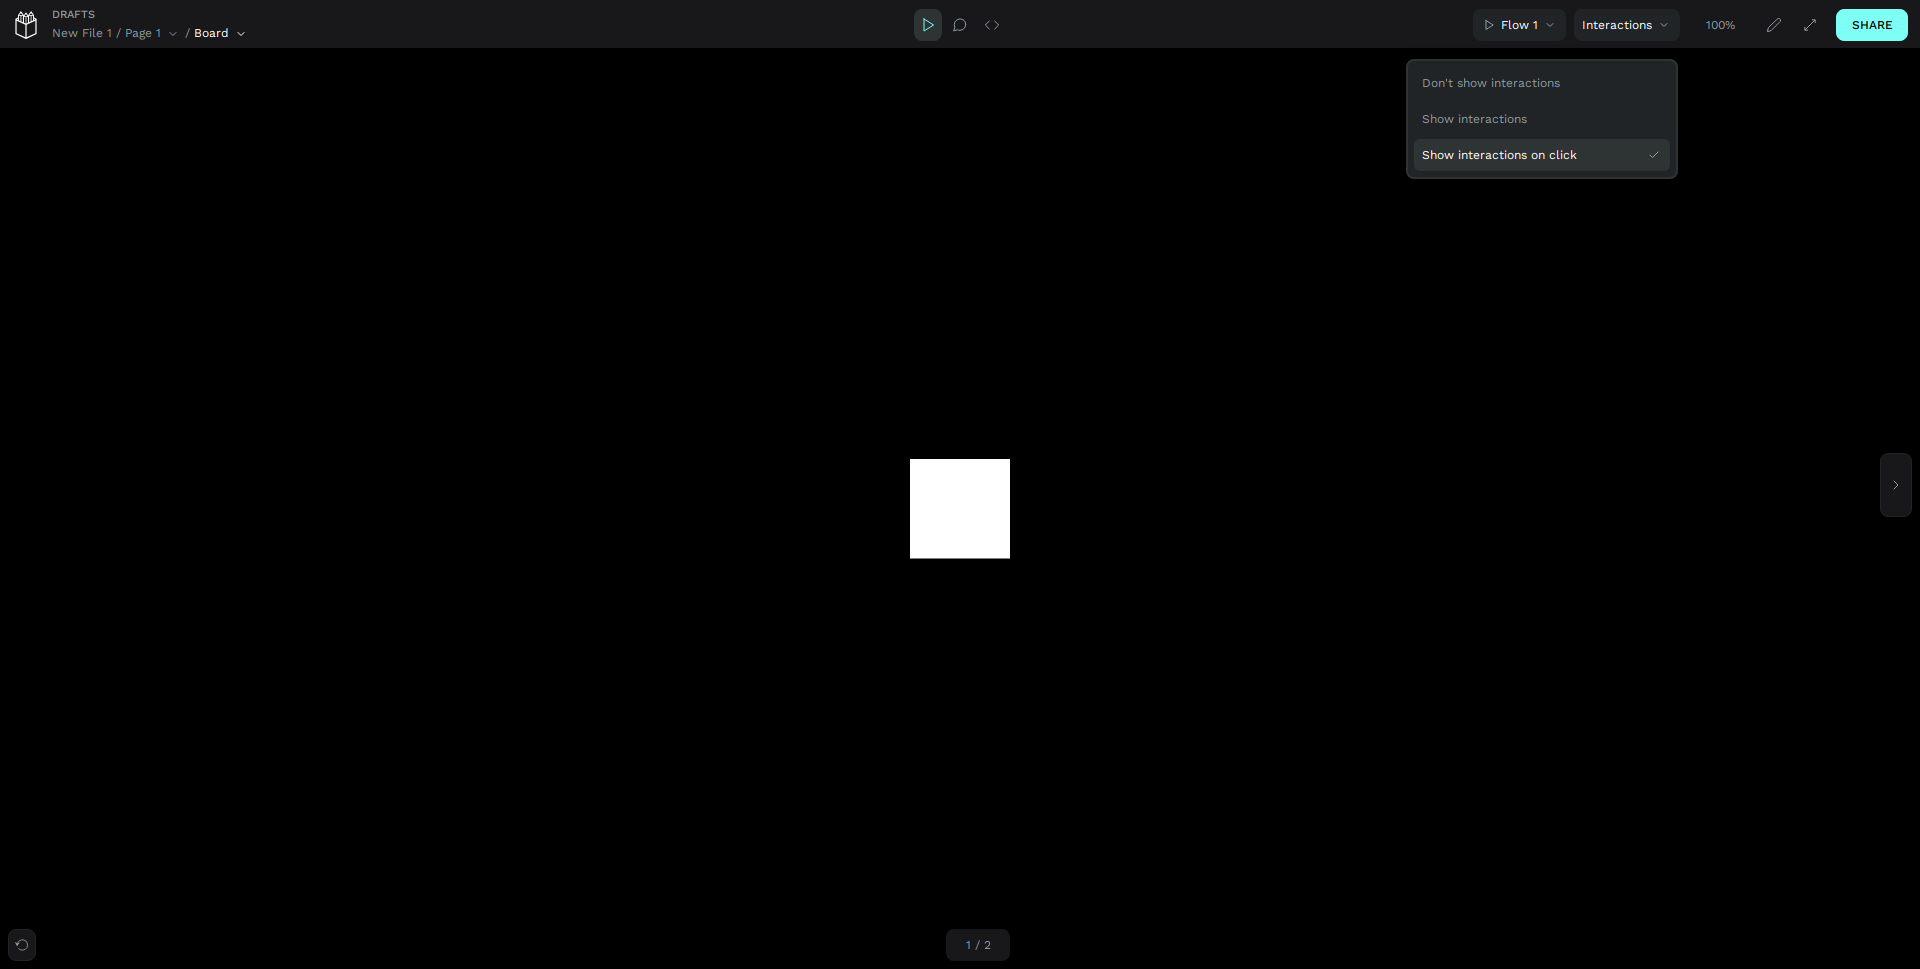 DRAFTS
New File 1 / Page 1 / Board
Flow 1
Interactions
100%
SHARE
Don't show interactions
Show interactions
Show interactions on click
1 / 2